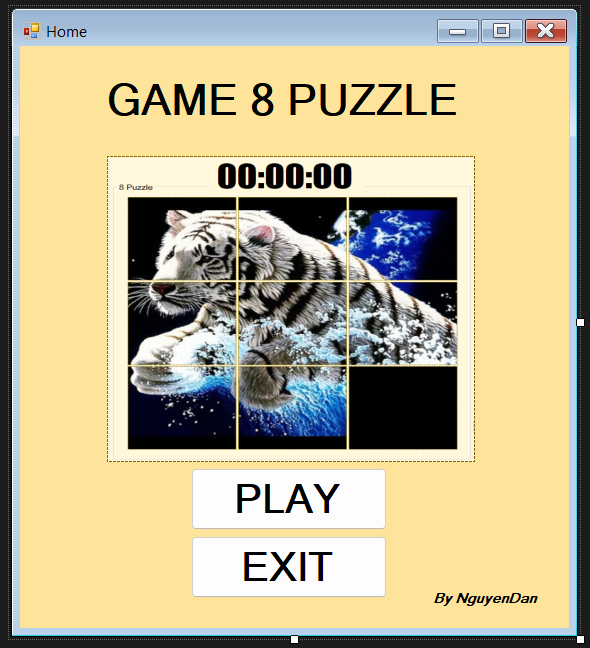 Home
GAME 8 PUZZLE
00:00:00
8 Puzzle
PLAY
EXIT
By NguyenDan